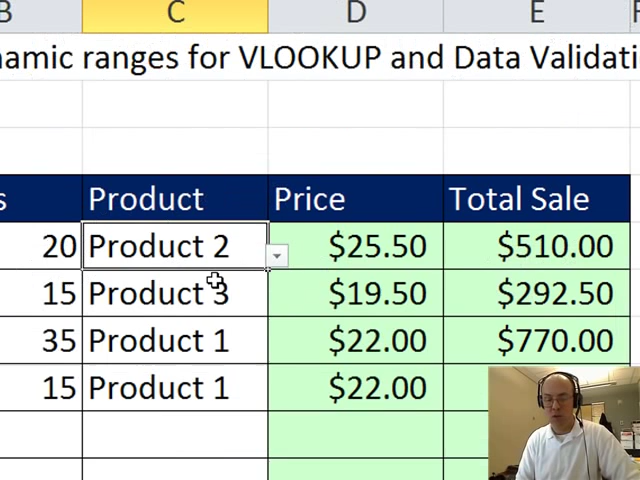 B C D E F
namic ranges for VLOOKUP and Data Validati
s Product Price Total Sale
20 Product 2 $25.50 $510.00
15 Product 3 $19.50 $292.50
35 Product 1 $22.00 $770.00
15 Product 1 $22.00